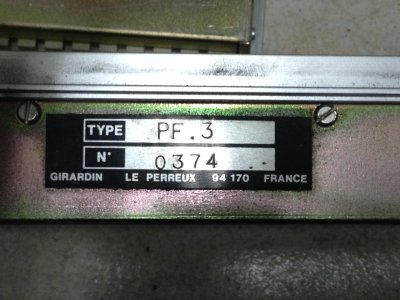 TYPE PF.3
N° 0374
GIRARDIN LE PERREUX 94 170 FRANCE